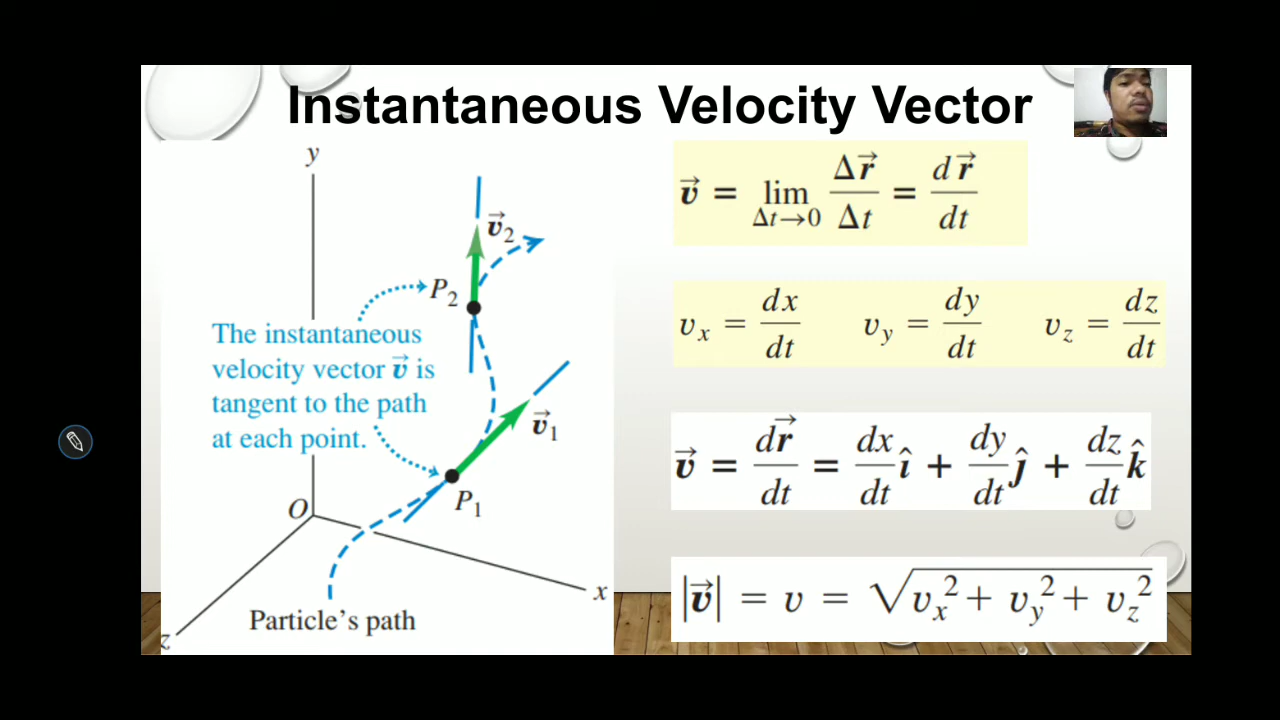 Instantaneous Velocity Vector
y
v⃗₂
P₂
The instantaneous
velocity vector v⃗ is
tangent to the path
at each point.
v⃗₁
P₁
O
x
Particle's path
z
v⃗ = lim Δt→0 Δr⃗/Δt = dr⃗/dt
vₓ = dx/dt    v_y = dy/dt    v_z = dz/dt
v⃗ = dr⃗/dt = dx/dt î + dy/dt ĵ + dz/dt k̂
|v⃗| = v = √(vₓ² + v_y² + v_z²)